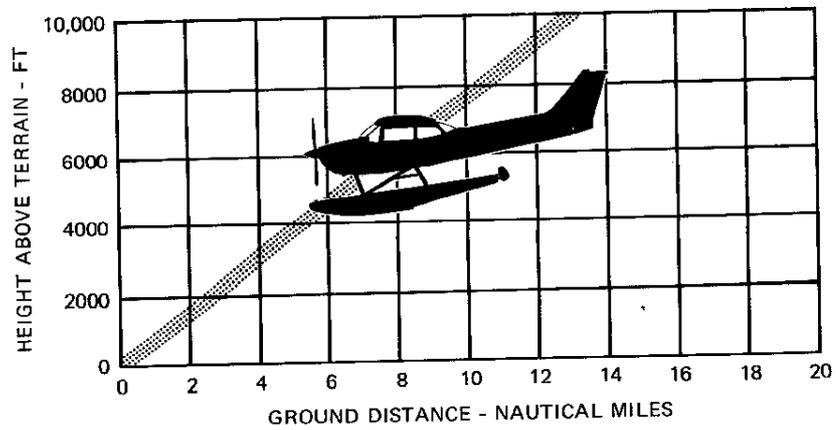 HEIGHT ABOVE TERRAIN - FT
10,000
8000
6000
4000
2000
0
0 2 4 6 8 10 12 14 16 18 20
GROUND DISTANCE - NAUTICAL MILES